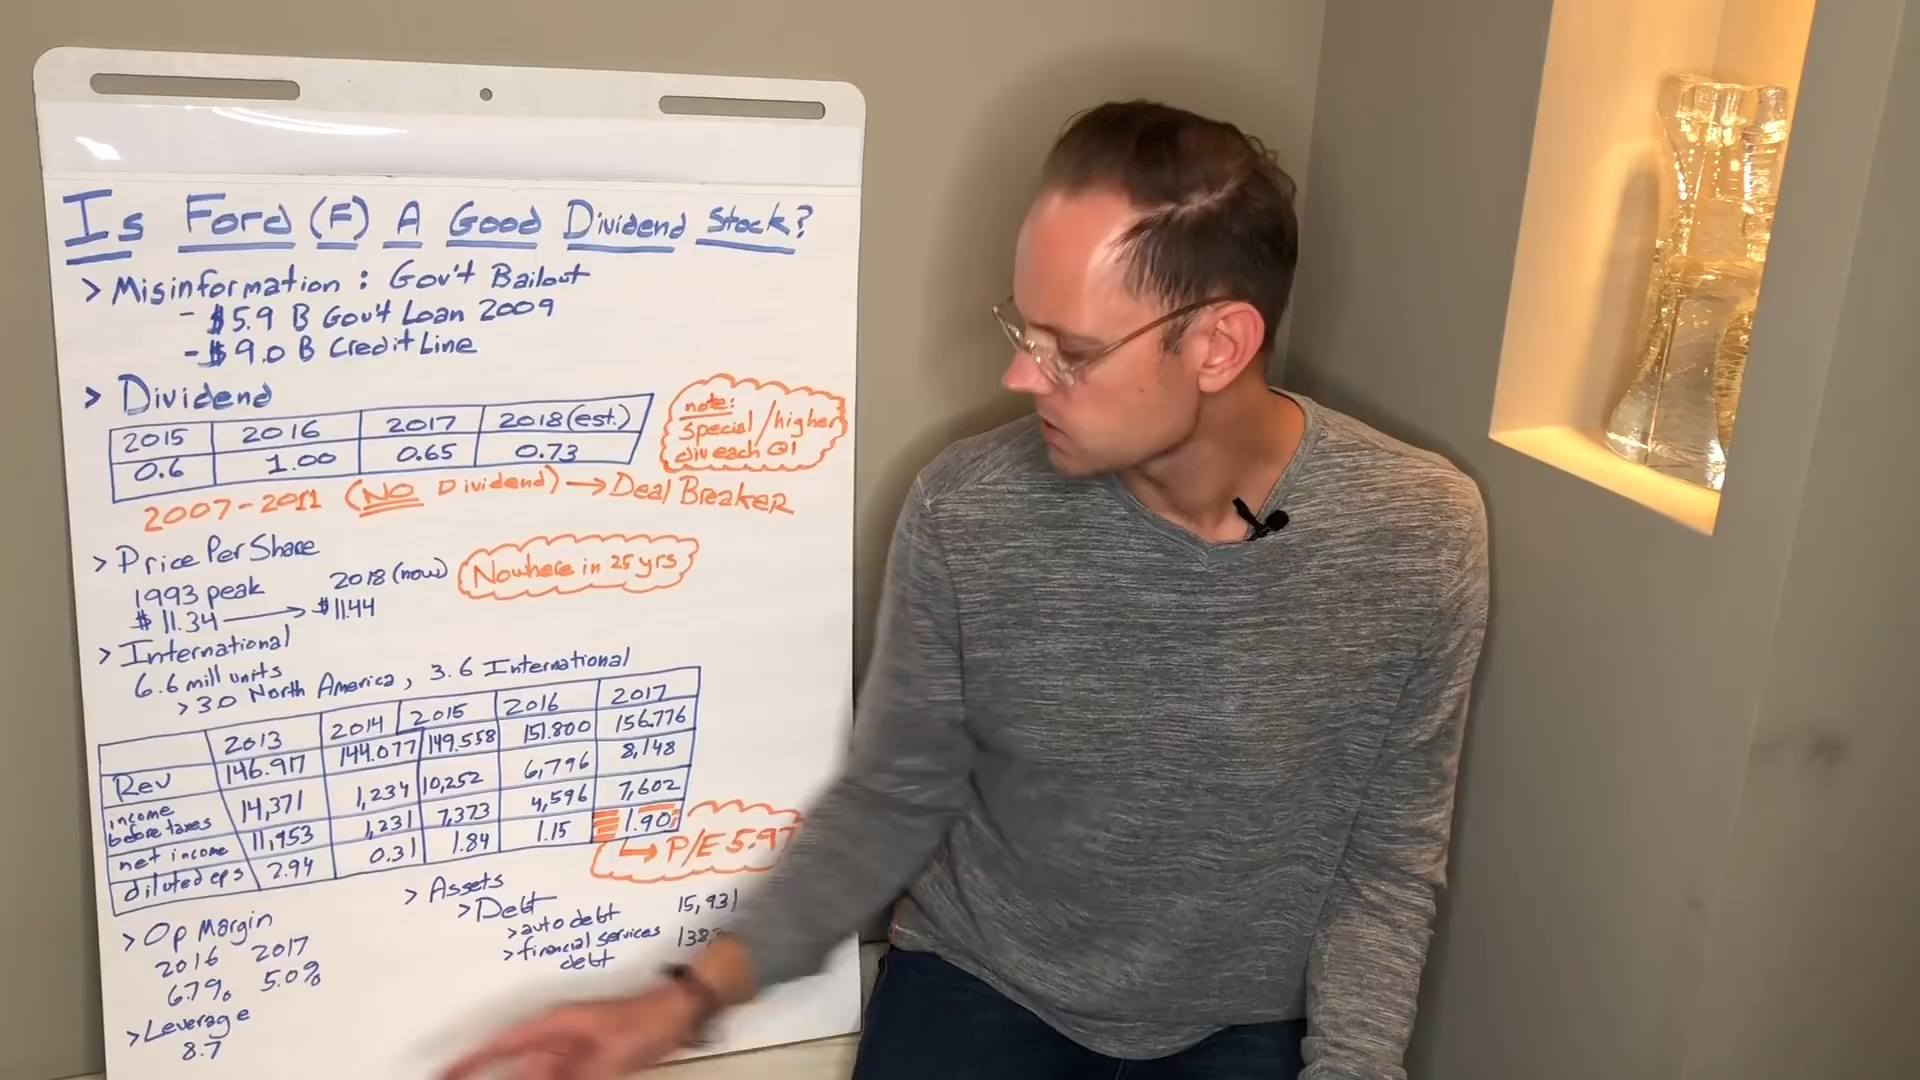 Is Ford (F) A Good Dividend Stock?
> Misinformation : Gov't Bailout
- $5.9 B Gov't Loan 2009
- $9.0 B Credit Line
> Dividend
2015 2016 2017 2018 (est.)
0.6 1.00 0.65 0.73
note:
Special / higher
div each Q1
2007 - 2011 (NO Dividend) → Deal Breaker
> Price Per Share
1993 peak 2018 (now)
$ 11.34 → $11.44
Nowhere in 25 yrs
> International
6.6 mill units
> 3.0 North America, 3.6 International
2013 2014 2015 2016 2017
Rev 146.917 144.077 149.558 151.800 156.776
income before taxes 14,371 1,234 10,252 6,796 8,148
net income 11,953 1,231 7,373 4,596 7,602
diluted eps 2.94 0.31 1.84 1.15 1.90
→ P/E 5.97
> Op Margin
2016 2017
6.7% 5.0%
> Leverage
8.7
> Assets
> Debt
> auto debt 15,931
> financial services
debt